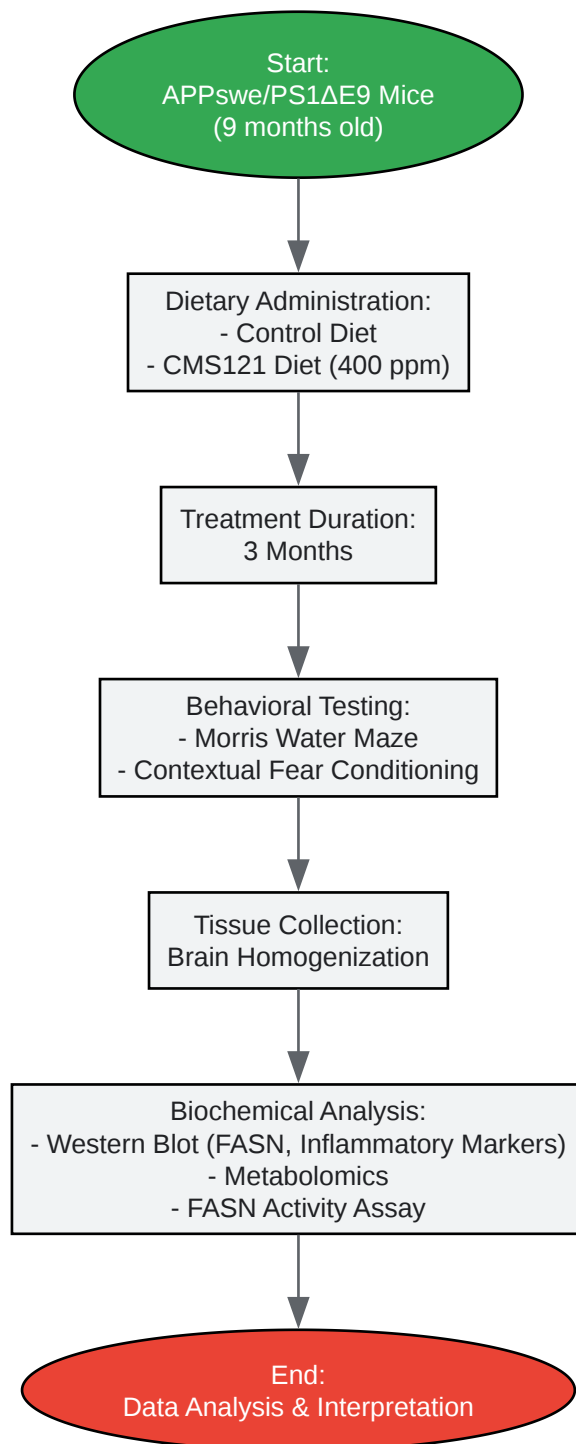 Start:
APPswe/PS1ΔE9 Mice
(9 months old)
Dietary Administration:
- Control Diet
- CMS121 Diet (400 ppm)
Treatment Duration:
3 Months
Behavioral Testing:
- Morris Water Maze
- Contextual Fear Conditioning
Tissue Collection:
Brain Homogenization
Biochemical Analysis:
- Western Blot (FASN, Inflammatory Markers)
- Metabolomics
- FASN Activity Assay
End:
Data Analysis & Interpretation